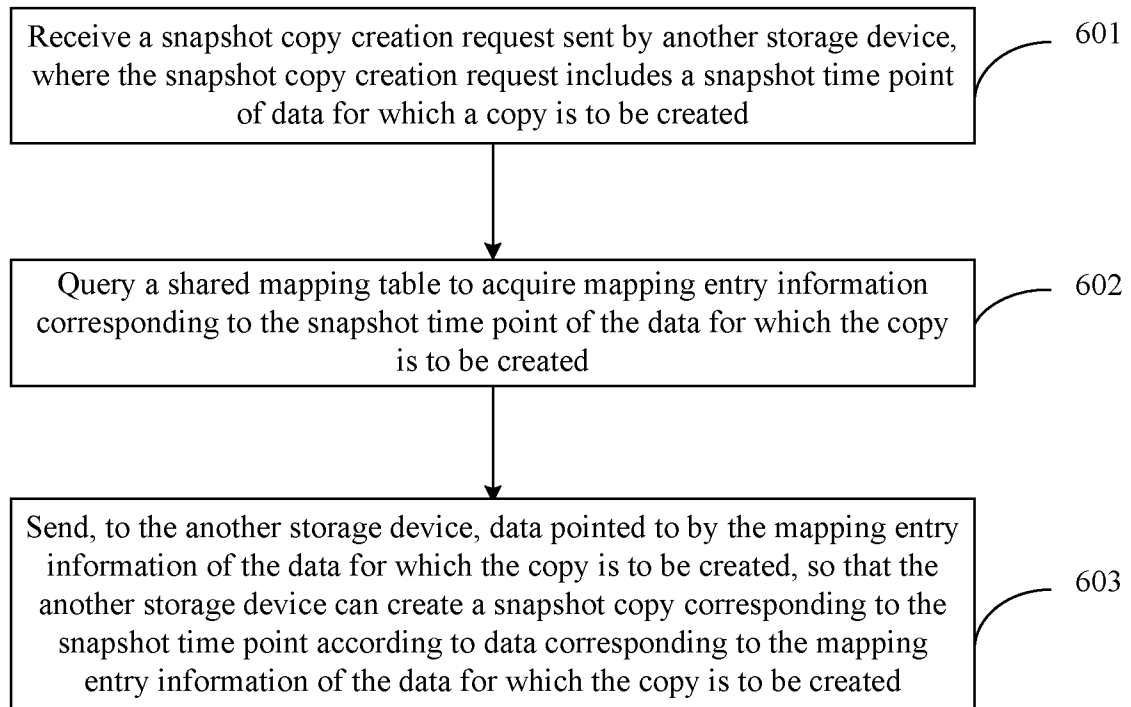 Receive a snapshot copy creation request sent by another storage device,
where the snapshot copy creation request includes a snapshot time point
of data for which a copy is to be created
601
Query a shared mapping table to acquire mapping entry information
corresponding to the snapshot time point of the data for which the copy
is to be created
602
Send, to the another storage device, data pointed to by the mapping entry
information of the data for which the copy is to be created, so that the
another storage device can create a snapshot copy corresponding to the
snapshot time point according to data corresponding to the mapping
entry information of the data for which the copy is to be created
603